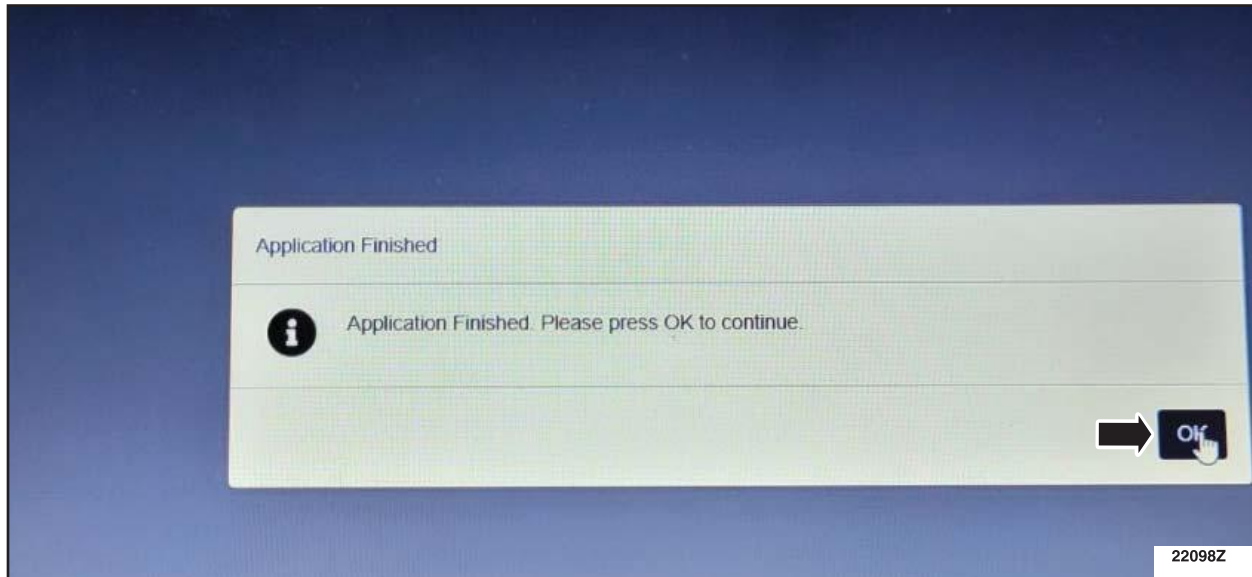 Application Finished
Application Finished. Please press OK to continue.
OK
22098Z